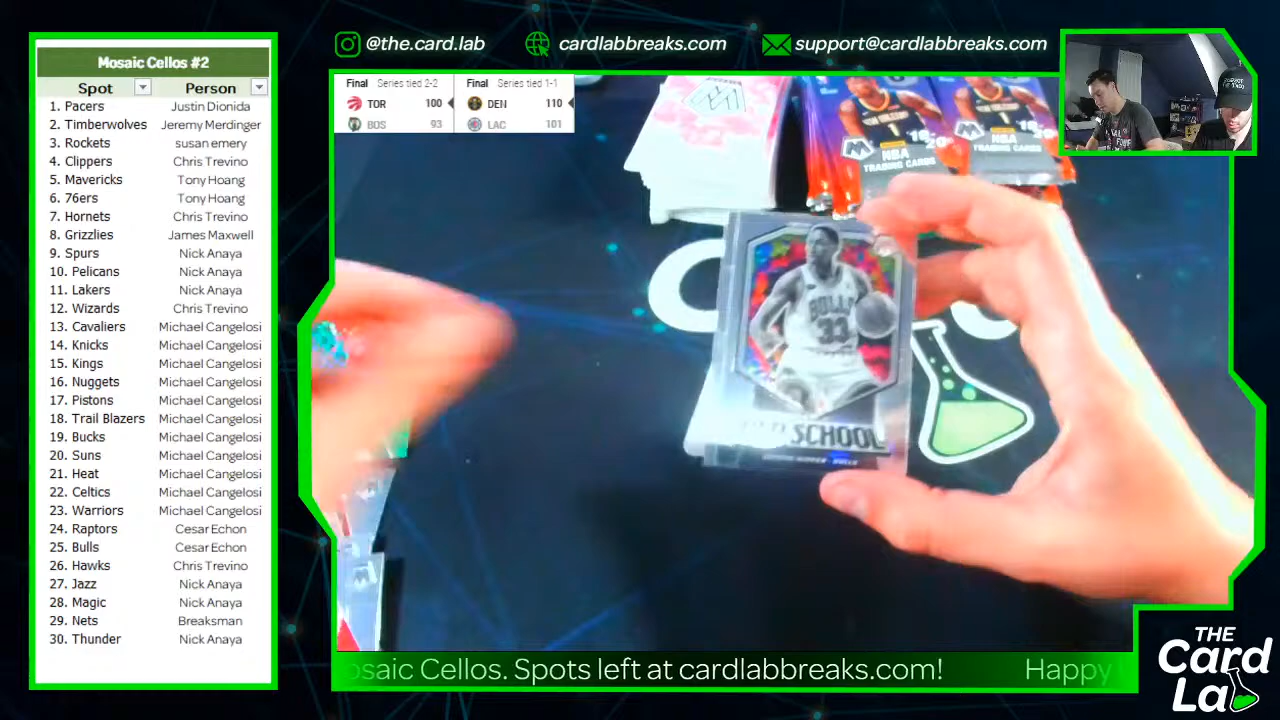 @the.card.lab
cardlabbreaks.com
support@cardlabbreaks.com
Mosaic Cellos #2
Spot Person
1. Pacers Justin Dionida
2. Timberwolves Jeremy Merdinger
3. Rockets susan emery
4. Clippers Chris Trevino
5. Mavericks Tony Hoang
6. 76ers Tony Hoang
7. Hornets Chris Trevino
8. Grizzlies James Maxwell
9. Spurs Nick Anaya
10. Pelicans Nick Anaya
11. Lakers Nick Anaya
12. Wizards Chris Trevino
13. Cavaliers Michael Cangelosi
14. Knicks Michael Cangelosi
15. Kings Michael Cangelosi
16. Nuggets Michael Cangelosi
17. Pistons Michael Cangelosi
18. Trail Blazers Michael Cangelosi
19. Bucks Michael Cangelosi
20. Suns Michael Cangelosi
21. Heat Michael Cangelosi
22. Celtics Michael Cangelosi
23. Warriors Michael Cangelosi
24. Raptors Cesar Echon
25. Bulls Cesar Echon
26. Hawks Chris Trevino
27. Jazz Nick Anaya
28. Magic Nick Anaya
29. Nets Breaksman
30. Thunder Nick Anaya
Final Series tied 2-2
TOR 100
BOS 93
Final Series tied 1-1
DEN 110
LAC 101
NBA
TRADING CARDS
NBA
TRADING CARDS
BULLS
33
SCHOOL
osaic Cellos. Spots left at cardlabbreaks.com! Happy
THE
Card
La